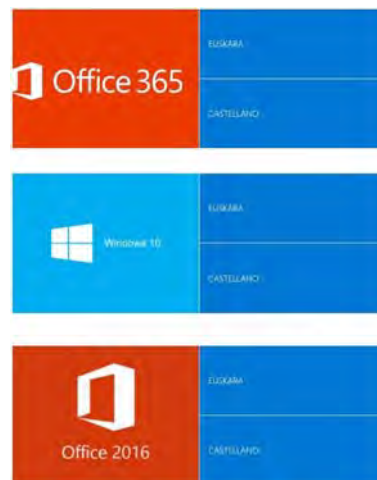 Office 365
EUSKARA
CASTELLANO
Windows 10
EUSKARA
CASTELLANO
Office 2016
EUSKARA
CASTELLANO